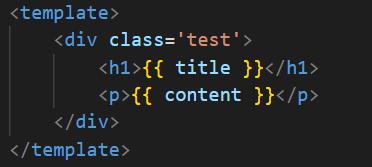 <template>
    <div class='test'>
        <h1>{{ title }}</h1>
        <p>{{ content }}</p>
    </div>
</template>